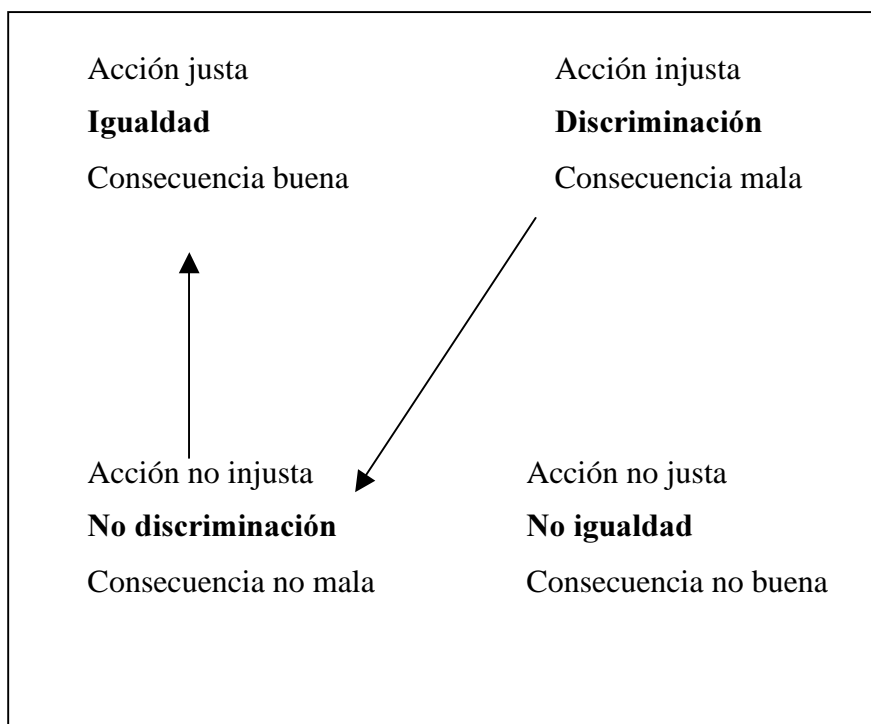 Acción justa
Igualdad
Consecuencia buena
Acción injusta
Discriminación
Consecuencia mala
Acción no injusta
No discriminación
Consecuencia no mala
Acción no justa
No igualdad
Consecuencia no buena